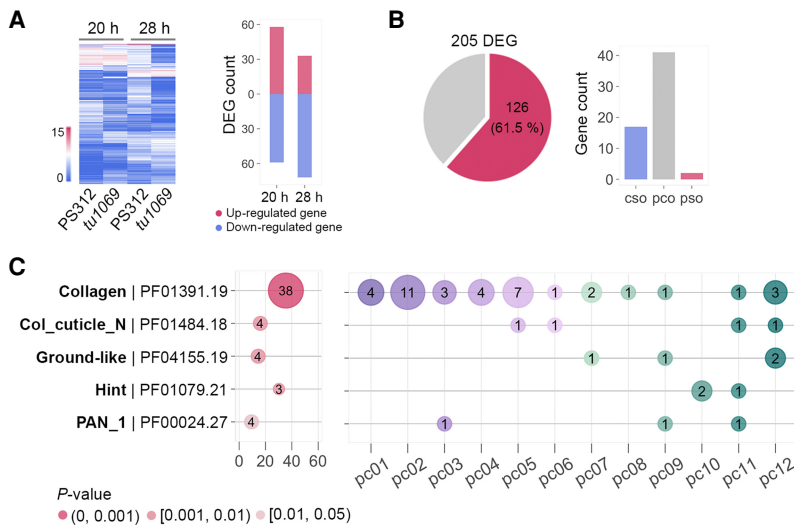 A
20 h 28 h
15
0
PS312
tu1069
PS312
tu1069
DEG count
60
30
0
30
60
20 h 28 h
Up-regulated gene
Down-regulated gene
B
205 DEG
126
(61.5 %)
Gene count
40
30
20
10
0
cso pco pso
C
Collagen | PF01391.19
Col_cuticle_N | PF01484.18
Ground-like | PF04155.19
Hint | PF01079.21
PAN_1 | PF00024.27
38
4
4
3
4
0 20 40 60
4 11 3 4 7 1 2 1 1 1 3
1 1 1 1
1 1 2
2 1
1 1 1
pc01 pc02 pc03 pc04 pc05 pc06 pc07 pc08 pc09 pc10 pc11 pc12
P-value
(0, 0.001) [0.001, 0.01) [0.01, 0.05)